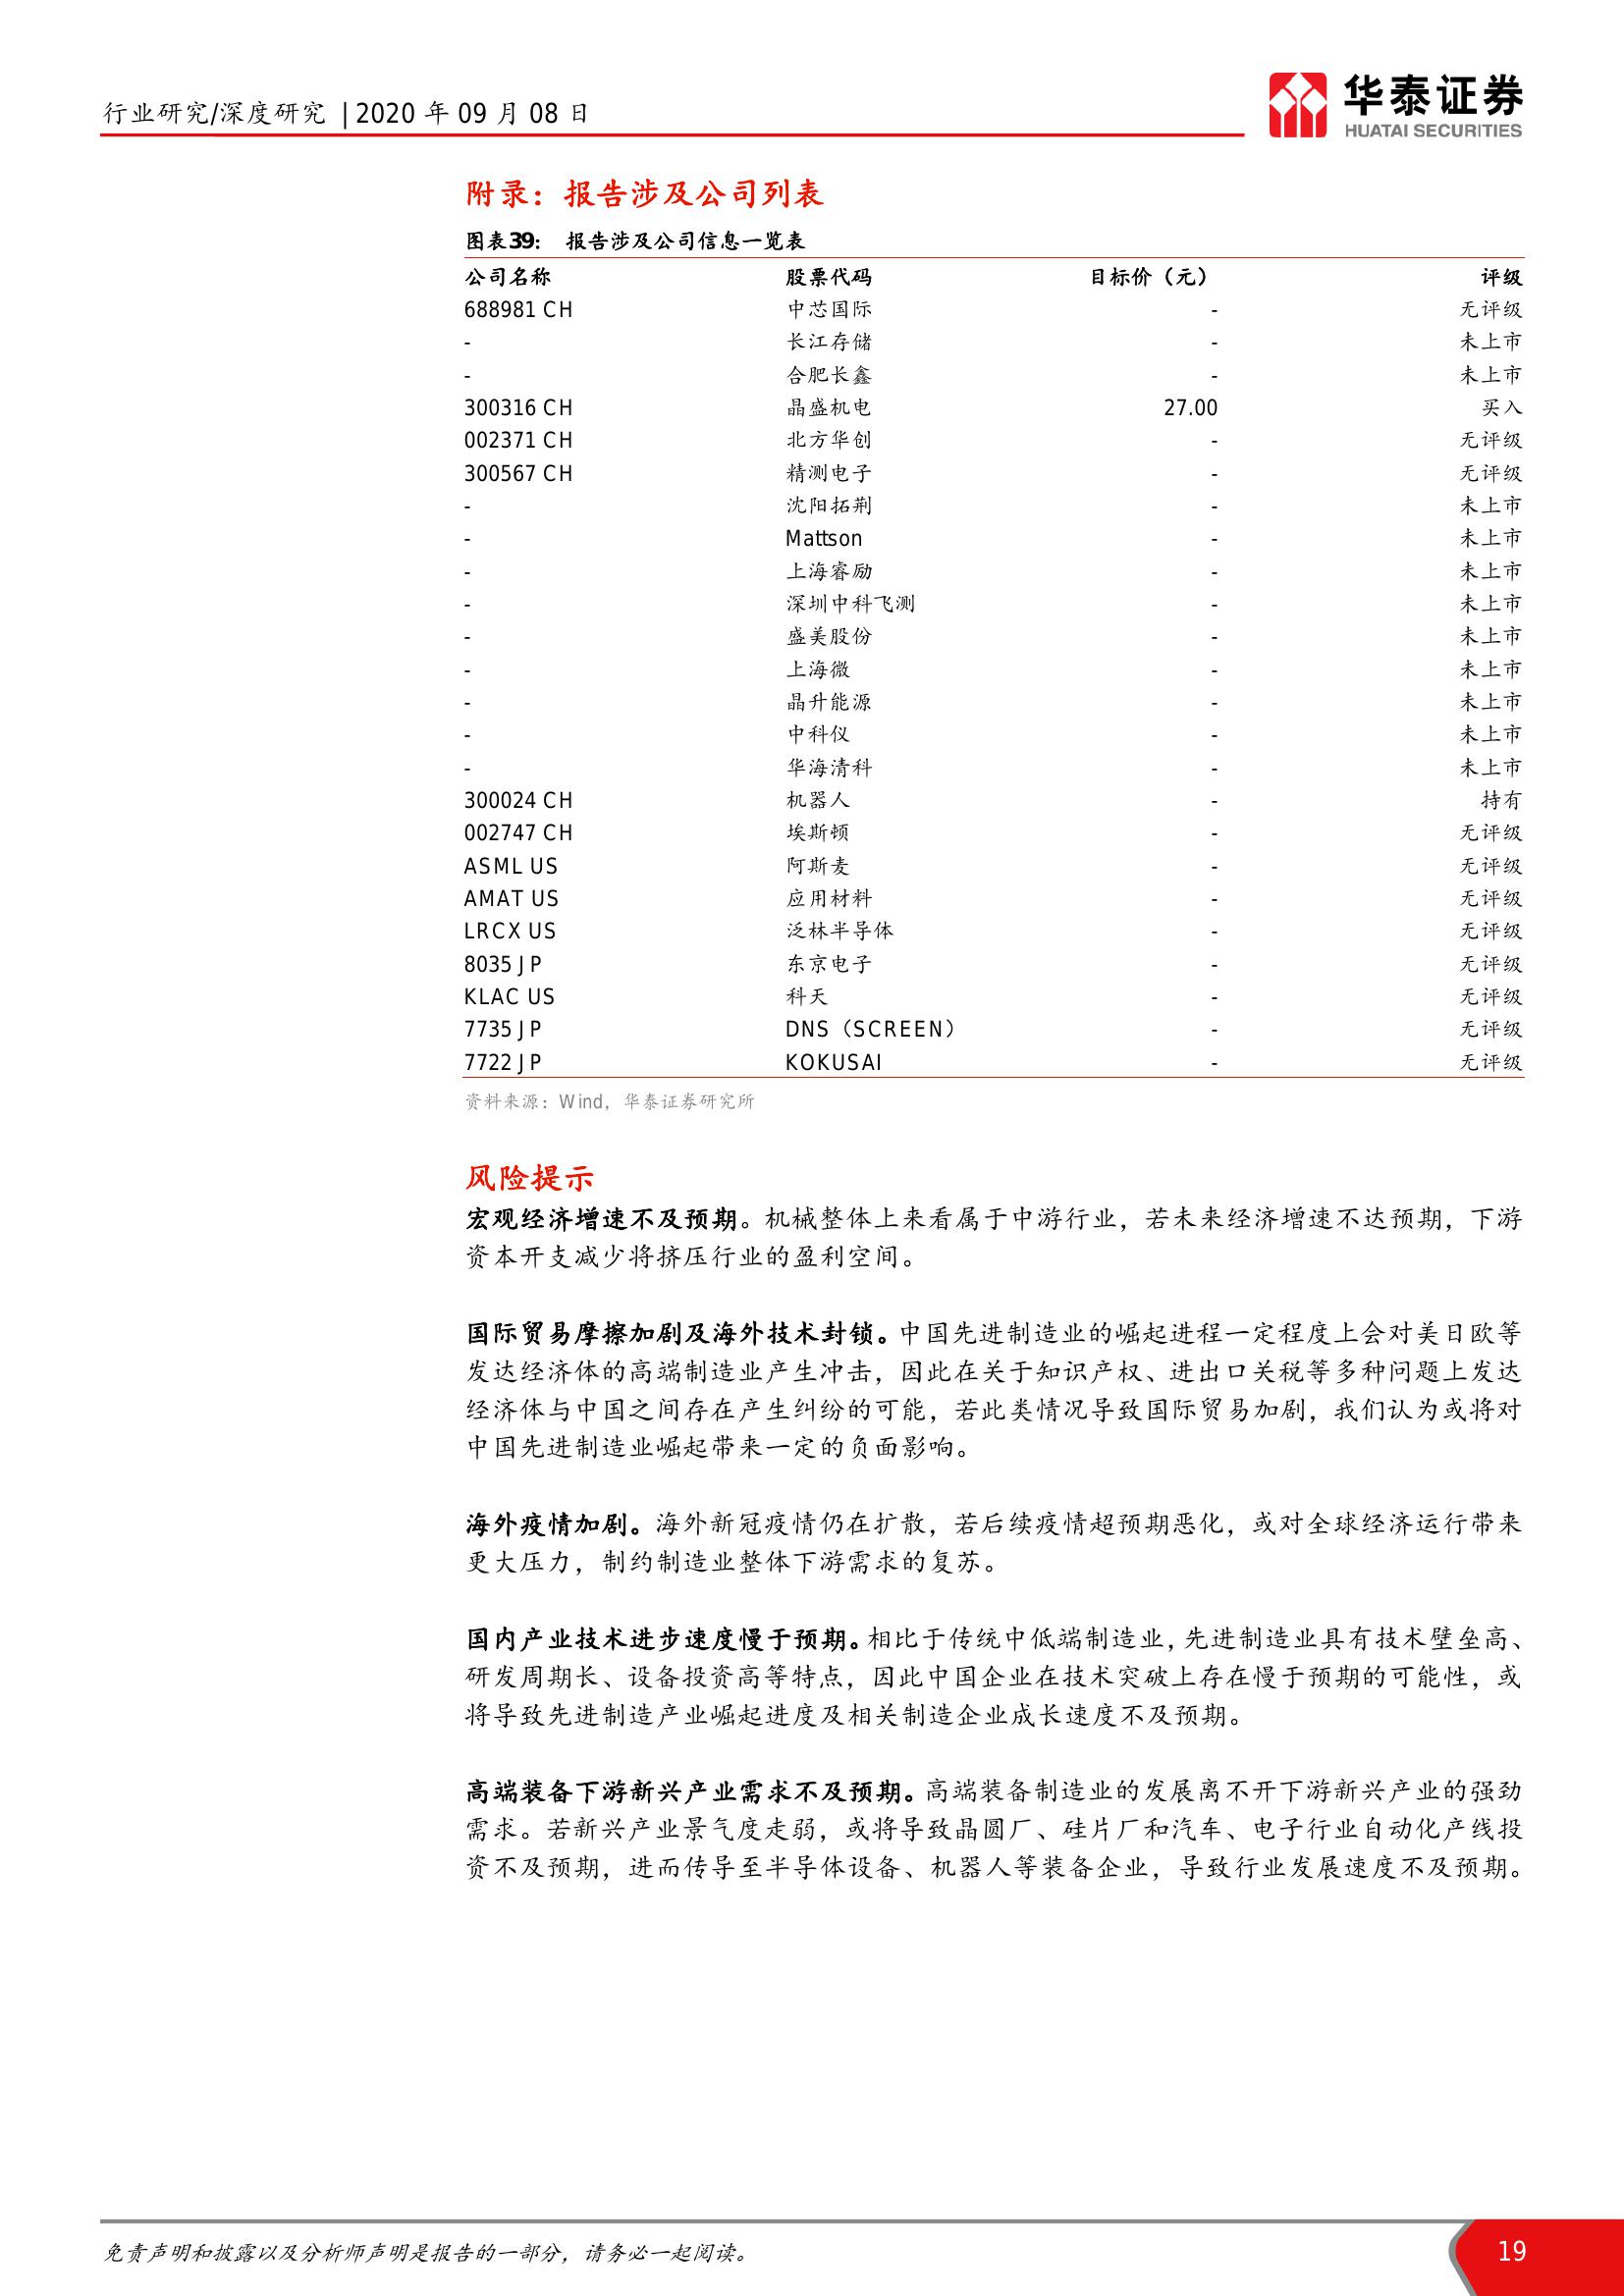 行业研究/深度研究 | 2020 年 09 月 08 日
华泰证券
HUATAI SECURITIES
附录：报告涉及公司列表
图表39： 报告涉及公司信息一览表
公司名称 股票代码 目标价（元） 评级
688981 CH 中芯国际 - 无评级
- 长江存储 - 未上市
- 合肥长鑫 - 未上市
300316 CH 晶盛机电 27.00 买入
002371 CH 北方华创 - 无评级
300567 CH 精测电子 - 无评级
- 沈阳拓荆 - 未上市
- Mattson - 未上市
- 上海睿励 - 未上市
- 深圳中科飞测 - 未上市
- 盛美股份 - 未上市
- 上海微 - 未上市
- 晶升能源 - 未上市
- 中科仪 - 未上市
- 华海清科 - 未上市
300024 CH 机器人 - 持有
002747 CH 埃斯顿 - 无评级
ASML US 阿斯麦 - 无评级
AMAT US 应用材料 - 无评级
LRCX US 泛林半导体 - 无评级
8035 JP 东京电子 - 无评级
KLAC US 科天 - 无评级
7735 JP DNS（SCREEN） - 无评级
7722 JP KOKUSAI - 无评级
资料来源：Wind，华泰证券研究所
风险提示
宏观经济增速不及预期。机械整体上来看属于中游行业，若未来经济增速不达预期，下游
资本开支减少将挤压行业的盈利空间。
国际贸易摩擦加剧及海外技术封锁。中国先进制造业的崛起进程一定程度上会对美日欧等
发达经济体的高端制造业产生冲击，因此在关于知识产权、进出口关税等多种问题上发达
经济体与中国之间存在产生纠纷的可能，若此类情况导致国际贸易加剧，我们认为或将对
中国先进制造业崛起带来一定的负面影响。
海外疫情加剧。海外新冠疫情仍在扩散，若后续疫情超预期恶化，或对全球经济运行带来
更大压力，制约制造业整体下游需求的复苏。
国内产业技术进步速度慢于预期。相比于传统中低端制造业，先进制造业具有技术壁垒高、
研发周期长、设备投资高等特点，因此中国企业在技术突破上存在慢于预期的可能性，或
将导致先进制造产业崛起进度及相关制造企业成长速度不及预期。
高端装备下游新兴产业需求不及预期。高端装备制造业的发展离不开下游新兴产业的强劲
需求。若新兴产业景气度走弱，或将导致晶圆厂、硅片厂和汽车、电子行业自动化产线投
资不及预期，进而传导至半导体设备、机器人等装备企业，导致行业发展速度不及预期。
免责声明和披露以及分析师声明是报告的一部分，请务必一起阅读。
19